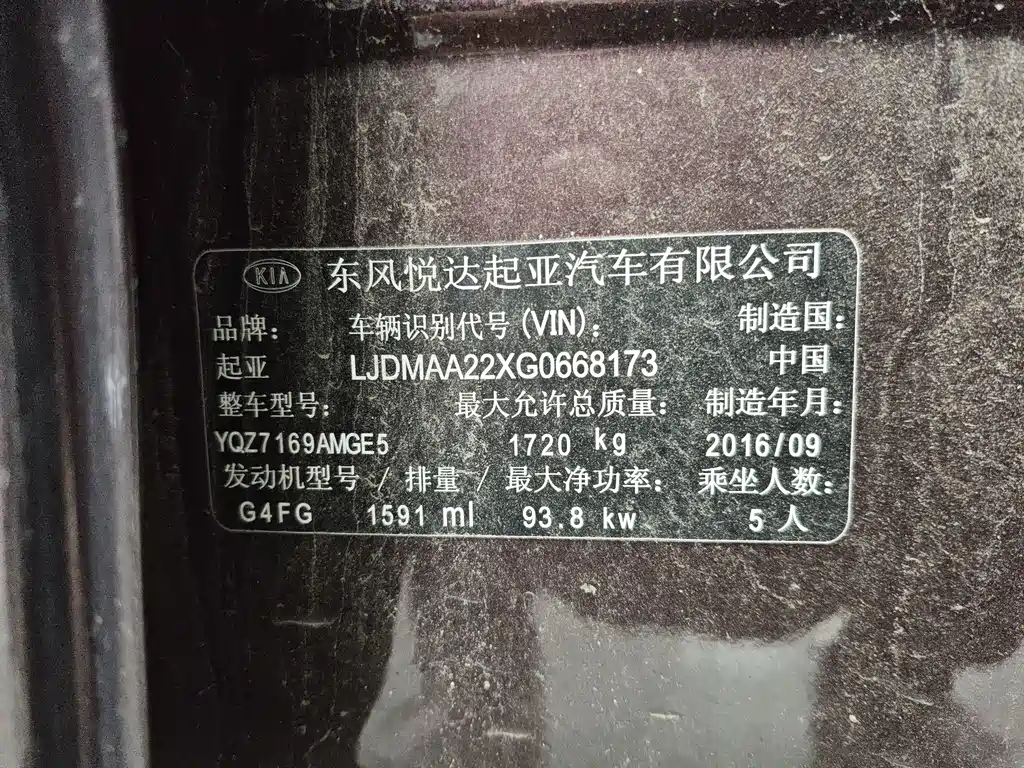 KIA 东风悦达起亚汽车有限公司
品牌: 车辆识别代号(VIN): 制造国:
起亚 LJDMAA22XG0668173 中国
整车型号: 最大允许总质量: 制造年月:
YQZ7169AMGE5 1720 kg 2016/09
发动机型号 / 排量 / 最大净功率: 乘坐人数:
G4FG 1591 ml 93.8 kw 5 人